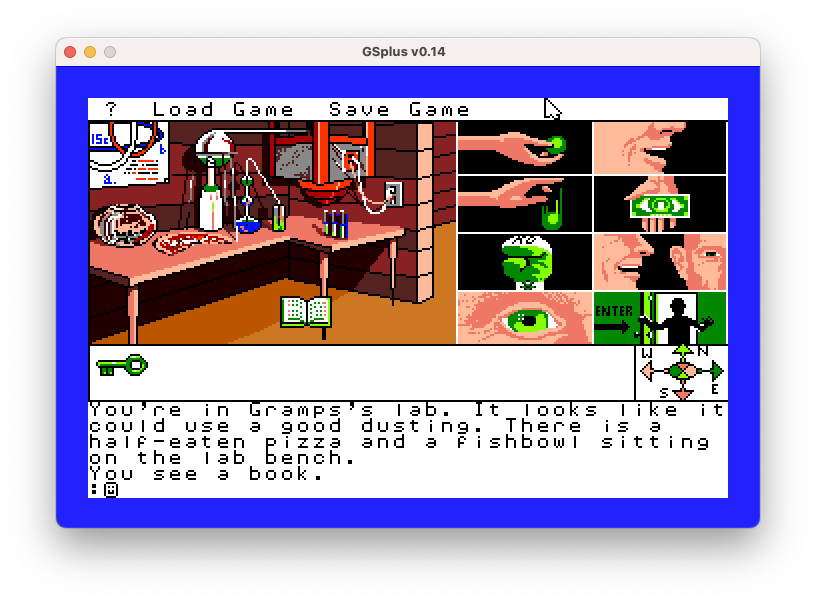 GSplus v0.14
? Load Game Save Game
15c
b
a.
ENTER
W N
S E
You're in Gramps's lab. It looks like it
could use a good dusting. There is a
half-eaten pizza and a fishbowl sitting
on the lab bench.
You see a book.
: